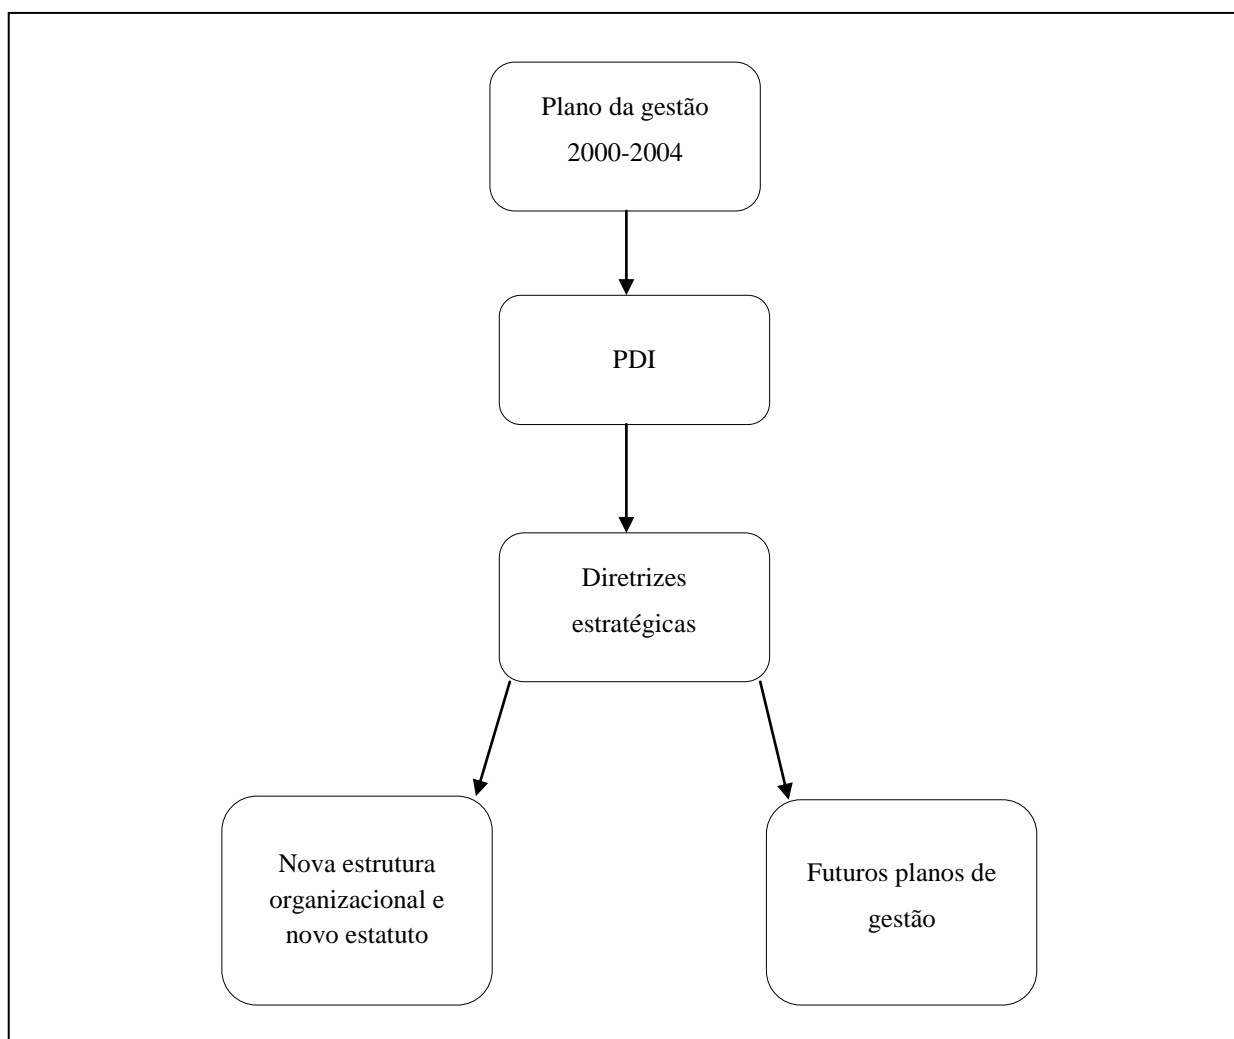 Plano da gestão
2000-2004
PDI
Diretrizes
estratégicas
Nova estrutura
organizacional e
novo estatuto
Futuros planos de
gestão